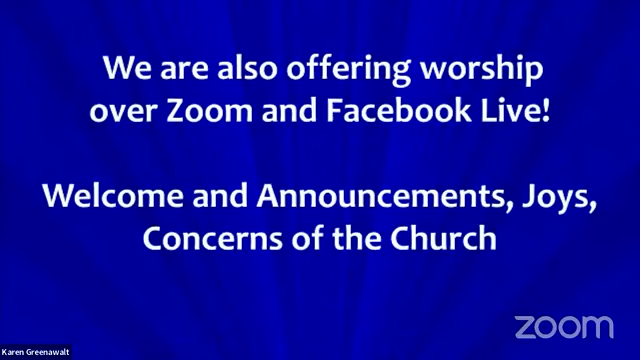 We are also offering worship
over Zoom and Facebook Live!
Welcome and Announcements, Joys,
Concerns of the Church
zoom
Karen Greenawalt